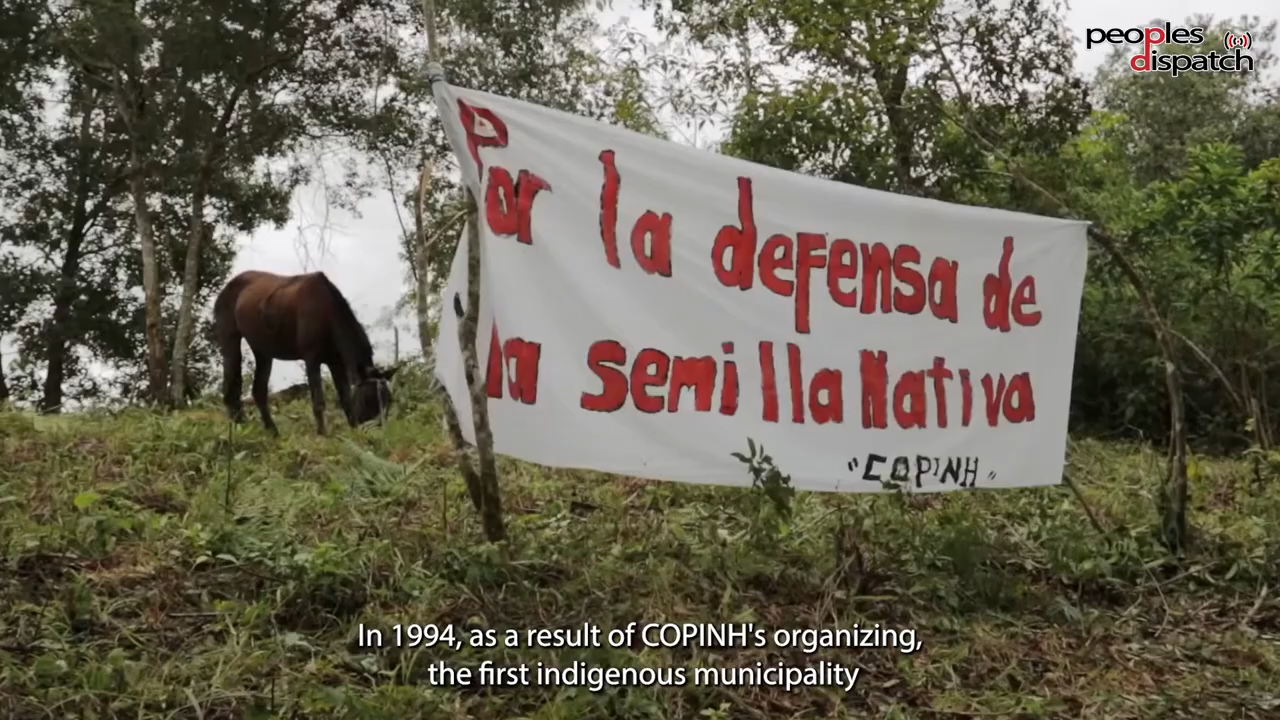 peoples
dispatch
Por la defensa de
la semilla Nativa
"COPINH"
In 1994, as a result of COPINH's organizing,
the first indigenous municipality